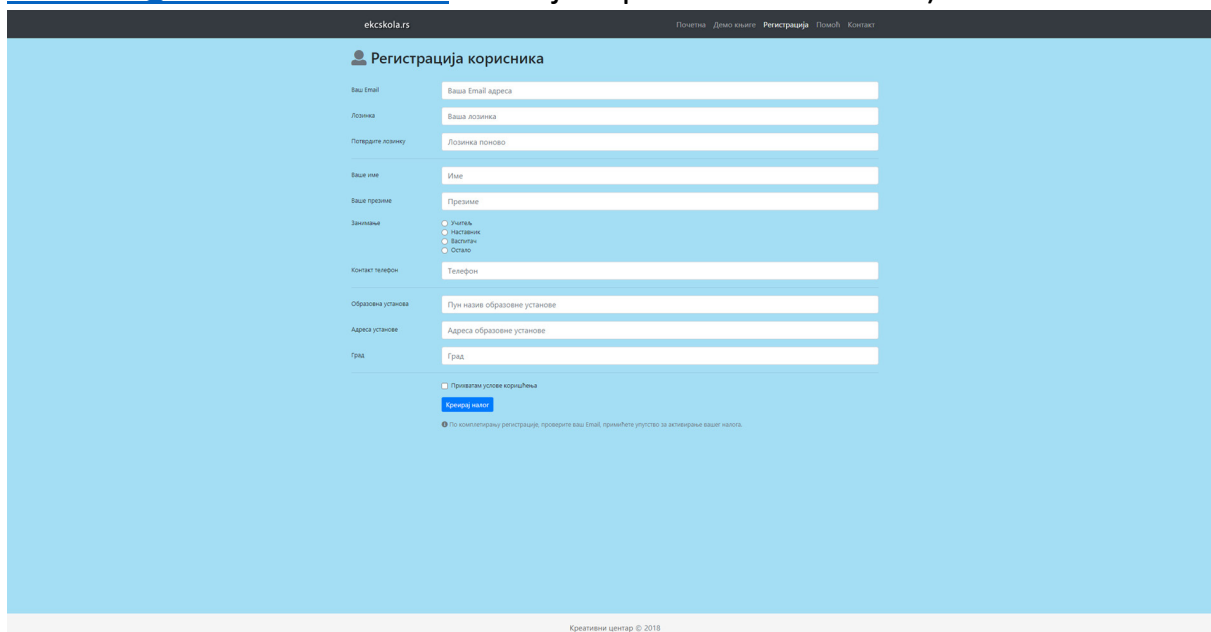 ekcskola.rs Почетна Демо књиге Регистрација Помоћ Контакт
Регистрација корисника
Ваш Email Ваша Email адреса
Лозинка Ваша лозинка
Потврдите лозинку Лозинка поново
Ваше име Име
Ваше презиме Презиме
Занимање Учитељ
Наставник
Васпитач
Остало
Контакт телефон Телефон
Образовна установа Пун назив образовне установе
Адреса установе Адреса образовне установе
Град Град
Прихватам услове коришћења
Креирај налог
По комплетирању регистрације, проверите ваш Email, примићете упутство за активирање вашег налога.
Креативни центар © 2018